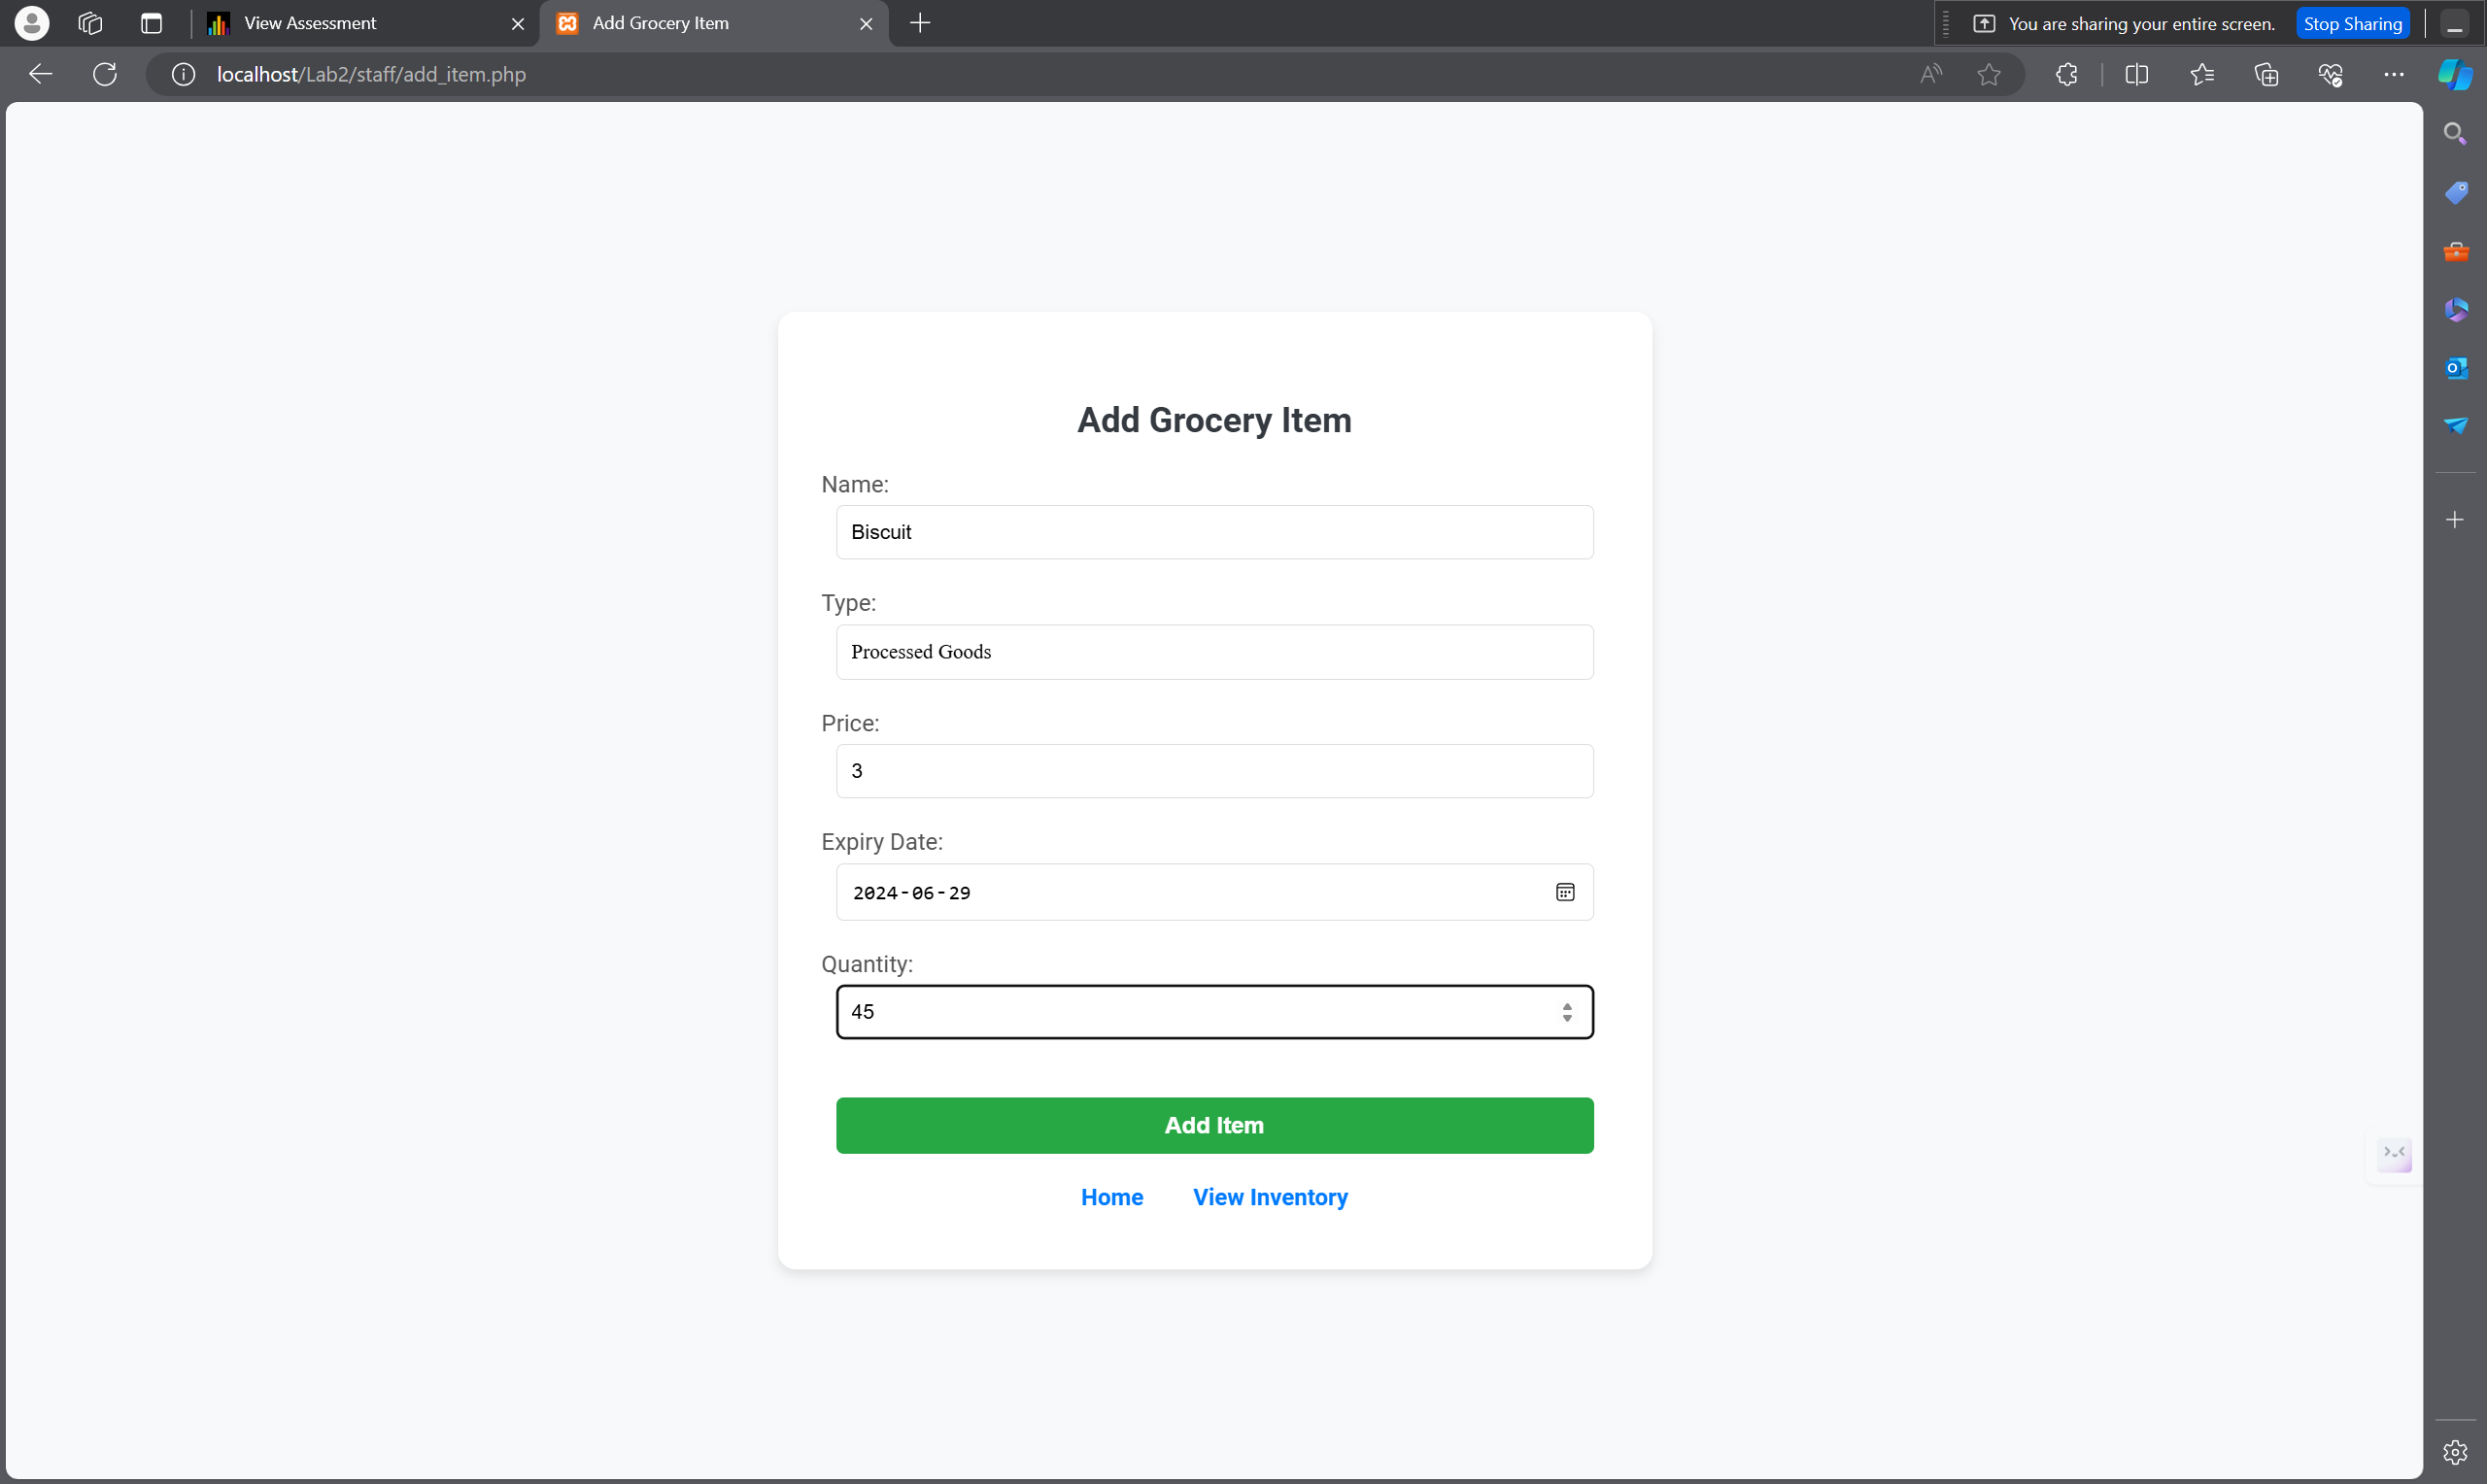 View Assessment
Add Grocery Item
You are sharing your entire screen.
Stop Sharing
localhost/Lab2/staff/add_item.php
Add Grocery Item
Name:
Biscuit
Type:
Processed Goods
Price:
3
Expiry Date:
2024-06-29
Quantity:
45
Add Item
Home View Inventory